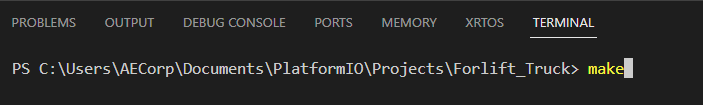 PROBLEMS OUTPUT DEBUG CONSOLE PORTS MEMORY XRTOS TERMINAL
PS C:\Users\AECorp\Documents\PlatformIO\Projects\Forlift_Truck> make